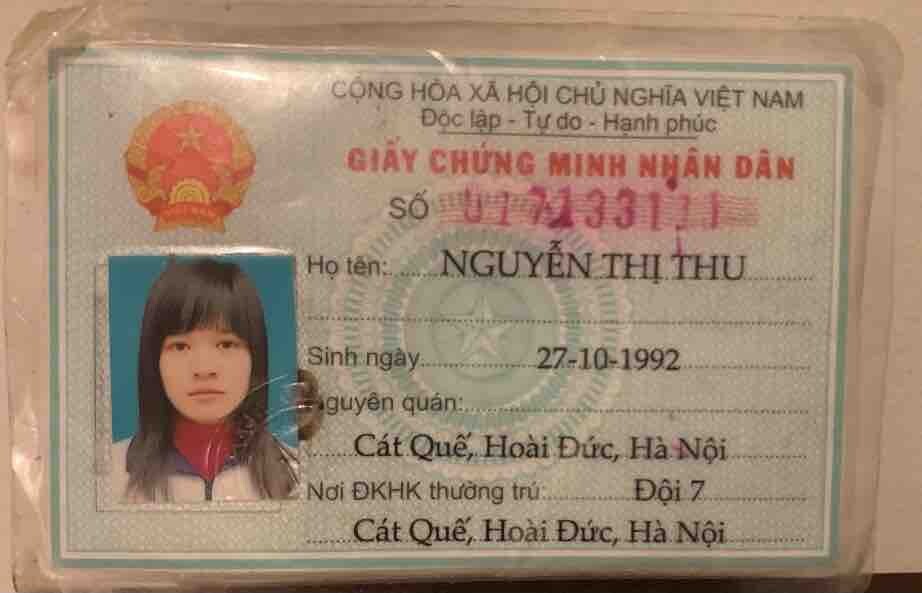 CỘNG HÒA XÃ HỘI CHỦ NGHĨA VIỆT NAM
Độc lập - Tự do - Hạnh phúc
GIẤY CHỨNG MINH NHÂN DÂN
SỐ
Họ tên: NGUYỄN THỊ THU
Sinh ngày 27-10-1992
Nguyên quán:
Cát Quế, Hoài Đức, Hà Nội
Nơi ĐKHK thường trú: Đội 7
Cát Quế, Hoài Đức, Hà Nội